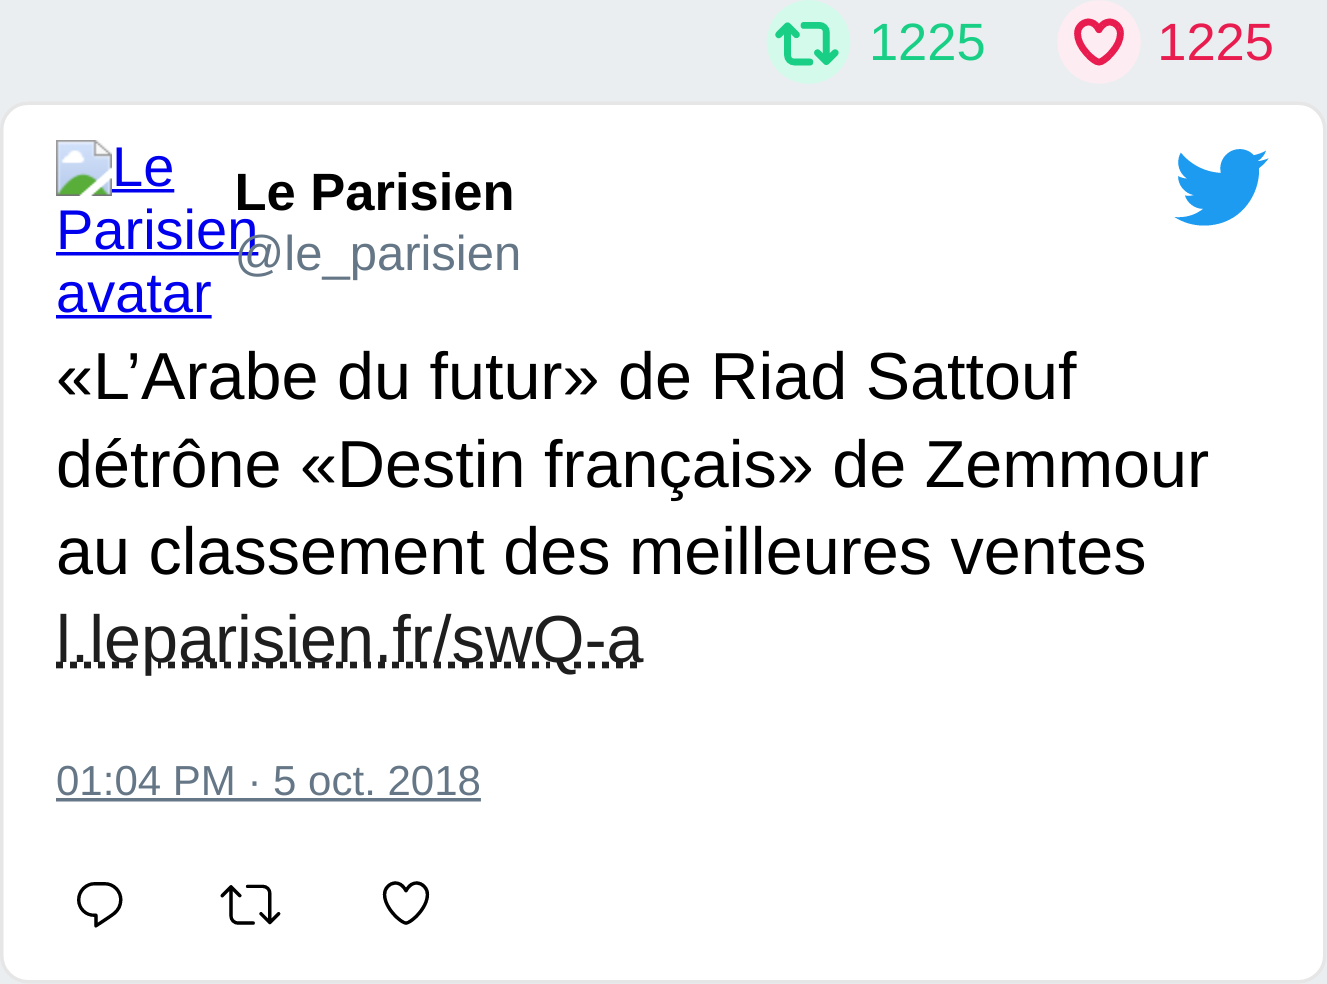 1225 1225
Le Parisien avatar
Le Parisien
@le_parisien
«L’Arabe du futur» de Riad Sattouf
détrône «Destin français» de Zemmour
au classement des meilleures ventes
l.leparisien.fr/swQ-a
01:04 PM · 5 oct. 2018